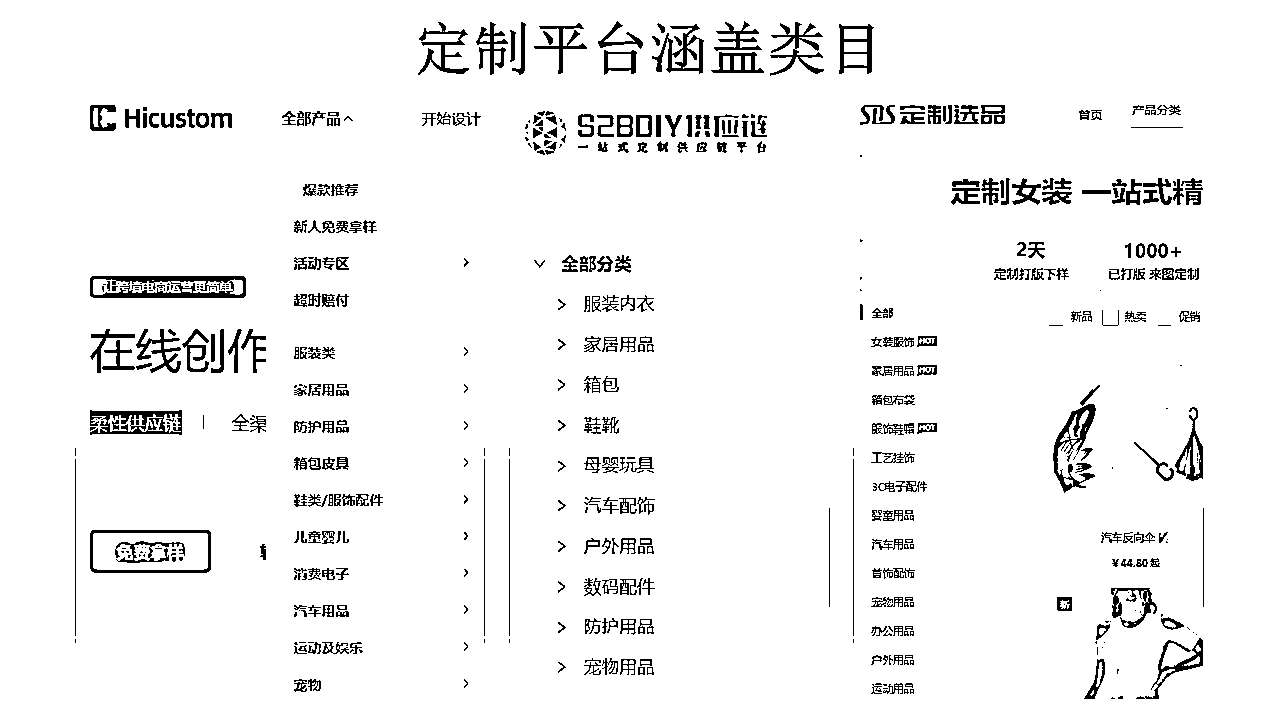 定制平台涵盖类目
Hicustom
全部产品
开始设计
爆款推荐
新人免费拿样
活动专区
超时赔付
服装类
家居用品
防护用品
箱包皮具
鞋类/服饰配件
儿童婴儿
消费电子
汽车用品
运动及娱乐
宠物
让跨境电商运营更简单
在线创作
柔性供应链
全渠
免费拿样
S2BDIY供应链
一站式定制供应链平台
全部分类
服装内衣
家居用品
箱包
鞋靴
母婴玩具
汽车配饰
户外用品
数码配件
防护用品
宠物用品
SDS定制选品
首页
产品分类
定制女装 一站式精
2天
1000+
定制打版下样
已打版 来图定制
全部
新品
热卖
促销
女装服饰 HOT
家居用品 HOT
箱包布袋
服饰鞋帽 HOT
工艺挂饰
3C电子配件
婴童用品
汽车用品
首饰配饰
宠物用品
办公用品
户外用品
运动用品
汽车反向伞
¥44.80 起
新